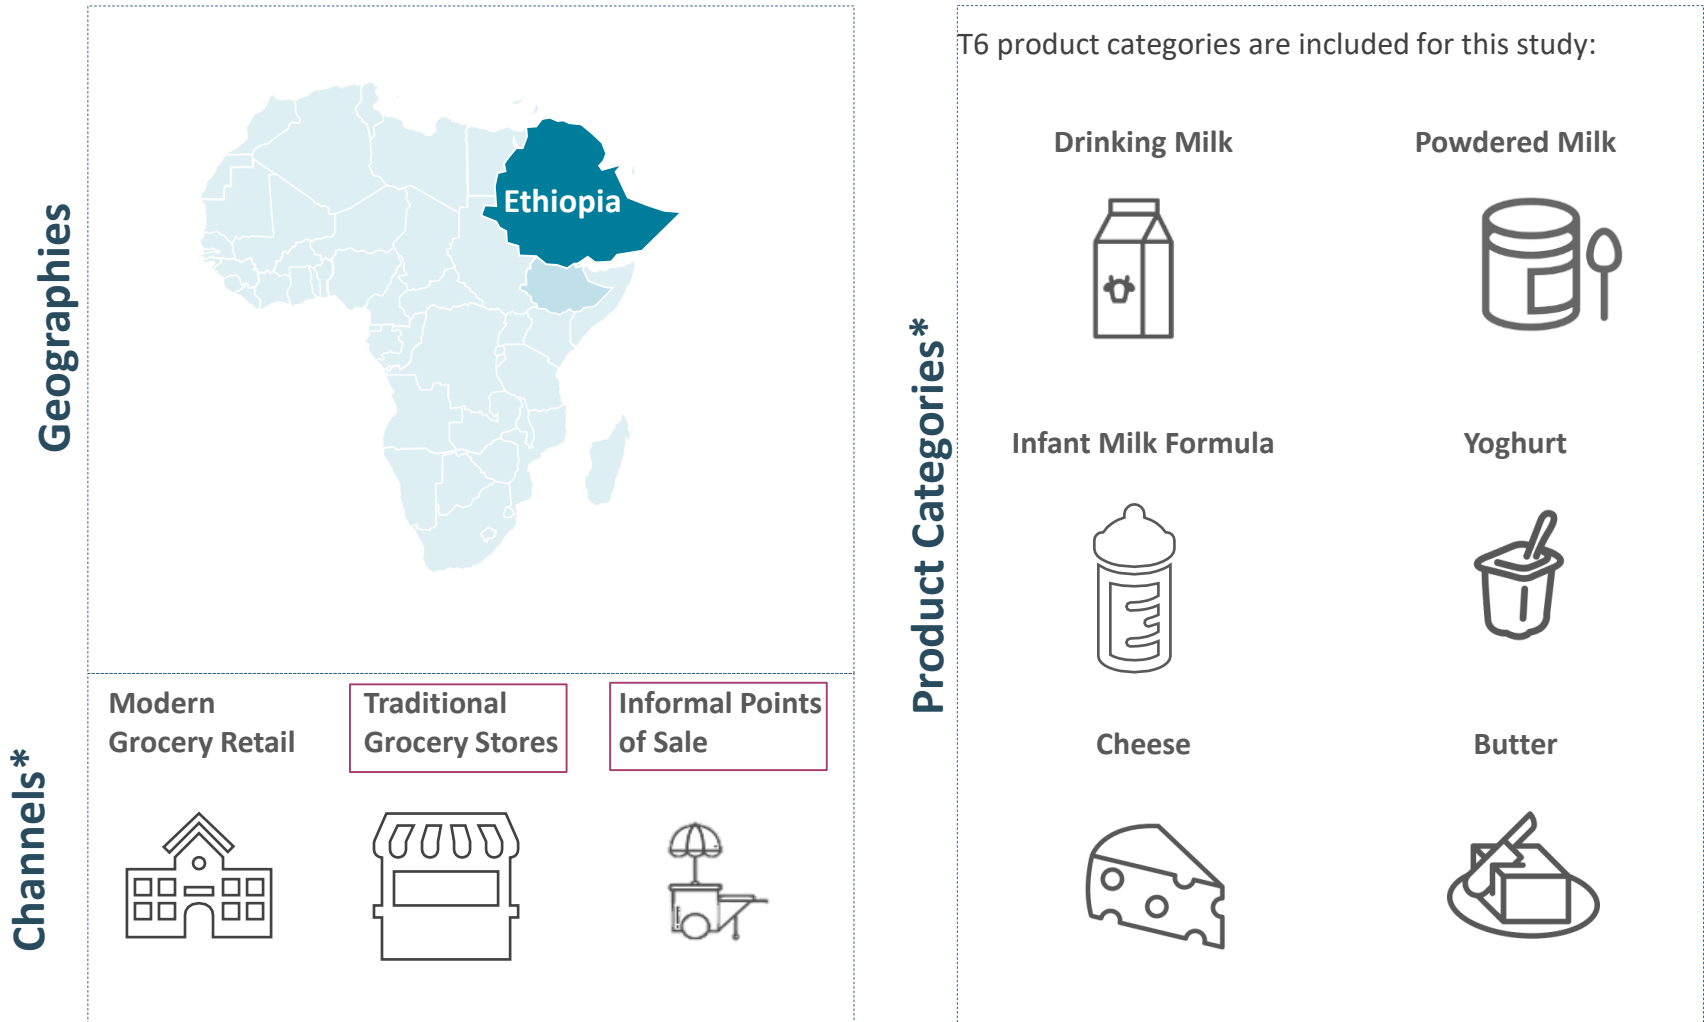 Geographies
Ethiopia
Channels*
Modern
Grocery Retail
Traditional
Grocery Stores
Informal Points
of Sale
Product Categories*
T6 product categories are included for this study:
Drinking Milk
Powdered Milk
Infant Milk Formula
Yoghurt
Cheese
Butter